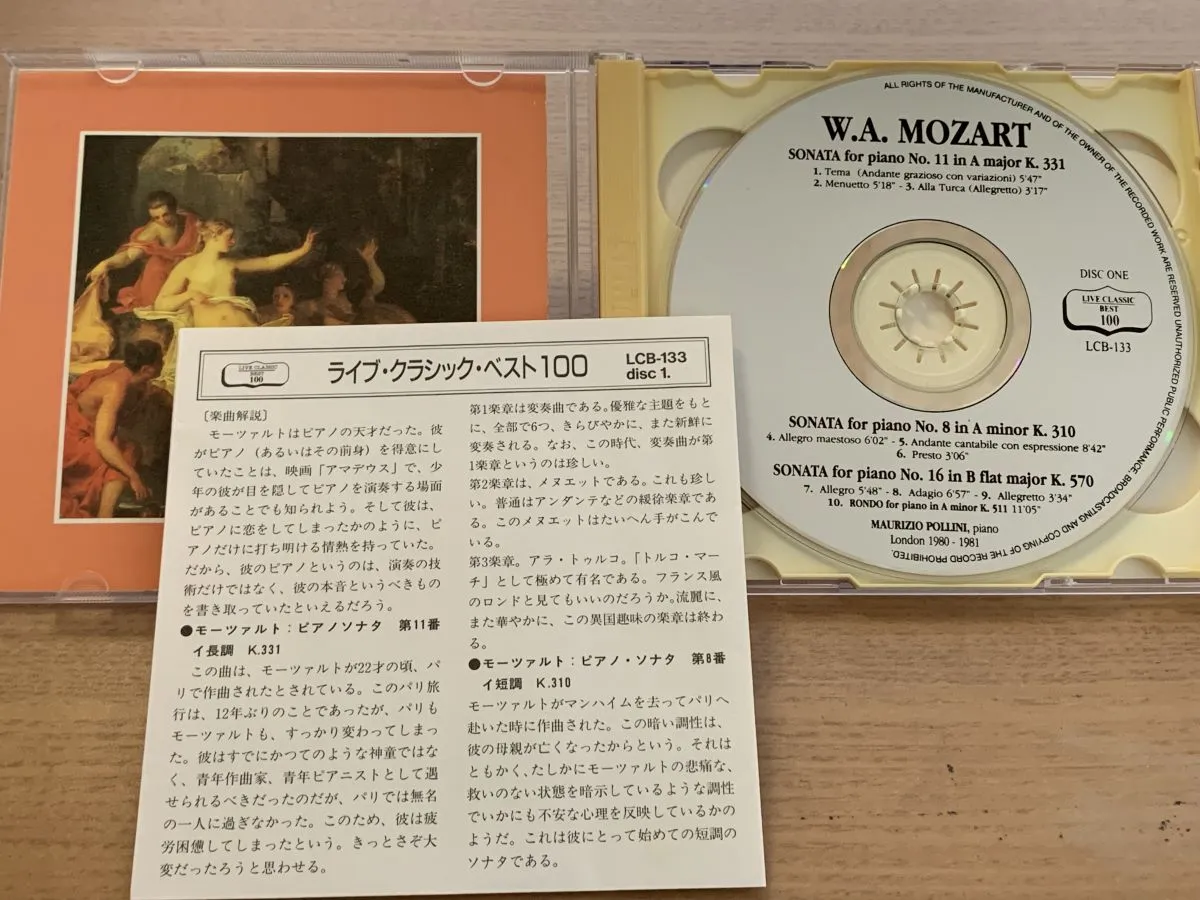 LIVE CLASSIC
BEST
100
ライブ・クラシック・ベスト100
LCB-133
disc 1.
〔楽曲解説〕
モーツァルトはピアノの天才だった。彼
がピアノ（あるいはその前身）を得意にし
ていたことは、映画「アマデウス」で、少
年の彼が目を隠してピアノを演奏する場面
があることでも知られよう。そして彼は、
ピアノに恋をしてしまったかのように、ピ
アノだけに打ち明ける情熱を持っていた。
だから、彼のピアノというのは、演奏の技
術だけではなく、彼の本音というべきもの
を書き取っていたといえるだろう。
●モーツァルト：ピアノソナタ 第11番
イ長調 K.331
この曲は、モーツァルトが22才の頃、パ
リで作曲されたとされている。このパリ旅
行は、12年ぶりのことであったが、パリも
モーツァルトも、すっかり変わってしまっ
た。彼はすでにかつてのような神童ではな
く、青年作曲家、青年ピアニストとして遇
せられるべきだったのだが、パリでは無名
の一人に過ぎなかった。このため、彼は疲
労困憊してしまったという。きっとさぞ大
変だったろうと思わせる。
第1楽章は変奏曲である。優雅な主題をもと
に、全部で6つ、きらびやかに、また新鮮に
変奏される。なお、この時代、変奏曲が第
1楽章というのは珍しい。
第2楽章は、メヌエットである。これも珍し
い。普通はアンダンテなどの緩徐楽章であ
る。このメヌエットはたいへん手がこんで
いる。
第3楽章。アラ・トゥルコ。「トルコ・マー
チ」として極めて有名である。フランス風
のロンドと見てもいいのだろうか。流麗に、
また華やかに、この異国趣味の楽章は終わ
る。
●モーツァルト：ピアノ・ソナタ 第8番
イ短調 K.310
モーツァルトがマンハイムを去ってパリへ
赴いた時に作曲された。この暗い調性は、
彼の母親が亡くなったからという。それは
ともかく、たしかにモーツァルトの悲痛な、
救いのない状態を暗示しているような調性
でいかにも不安な心理を反映しているかの
ようだ。これは彼にとって始めての短調の
ソナタである。
ALL RIGHTS OF THE MANUFACTURER AND OF THE OWNER OF THE RECORDED WORK ARE RESERVED UNAUTHORIZED PUBLIC PERFORMANCE, BROADCASTING AND COPYING OF THE RECORD PROHIBITED.
W.A. MOZART
SONATA for piano No. 11 in A major K. 331
1. Tema (Andante grazioso con variazioni) 5'47"
2. Menuetto 5'18" - 3. Alla Turca (Allegretto) 3'17"
DISC ONE
LIVE CLASSIC
BEST
100
LCB-133
SONATA for piano No. 8 in A minor K. 310
4. Allegro maestoso 6'02" - 5. Andante cantabile con espressione 8'42"
6. Presto 3'06"
SONATA for piano No. 16 in B flat major K. 570
7. Allegro 5'48" - 8. Adagio 6'57" - 9. Allegretto 3'34"
10. RONDO for piano in A minor K. 511 11'05"
MAURIZIO POLLINI, piano
London 1980 - 1981